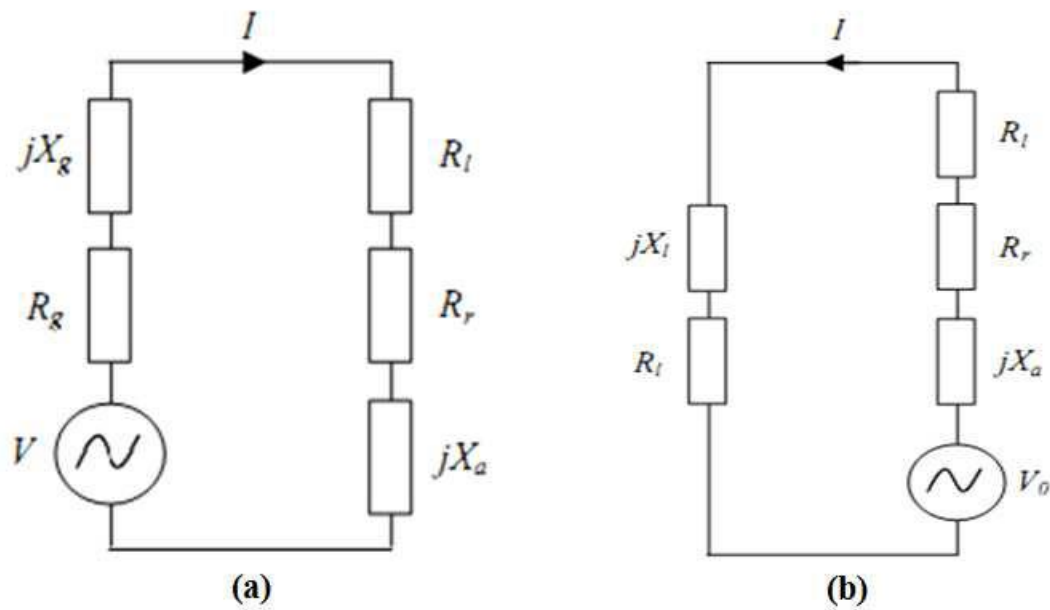 I
jX_g
R_l
R_g
R_r
V
jX_a
(a)
I
R_l
jX_l
R_r
R_l
jX_a
V_0
(b)